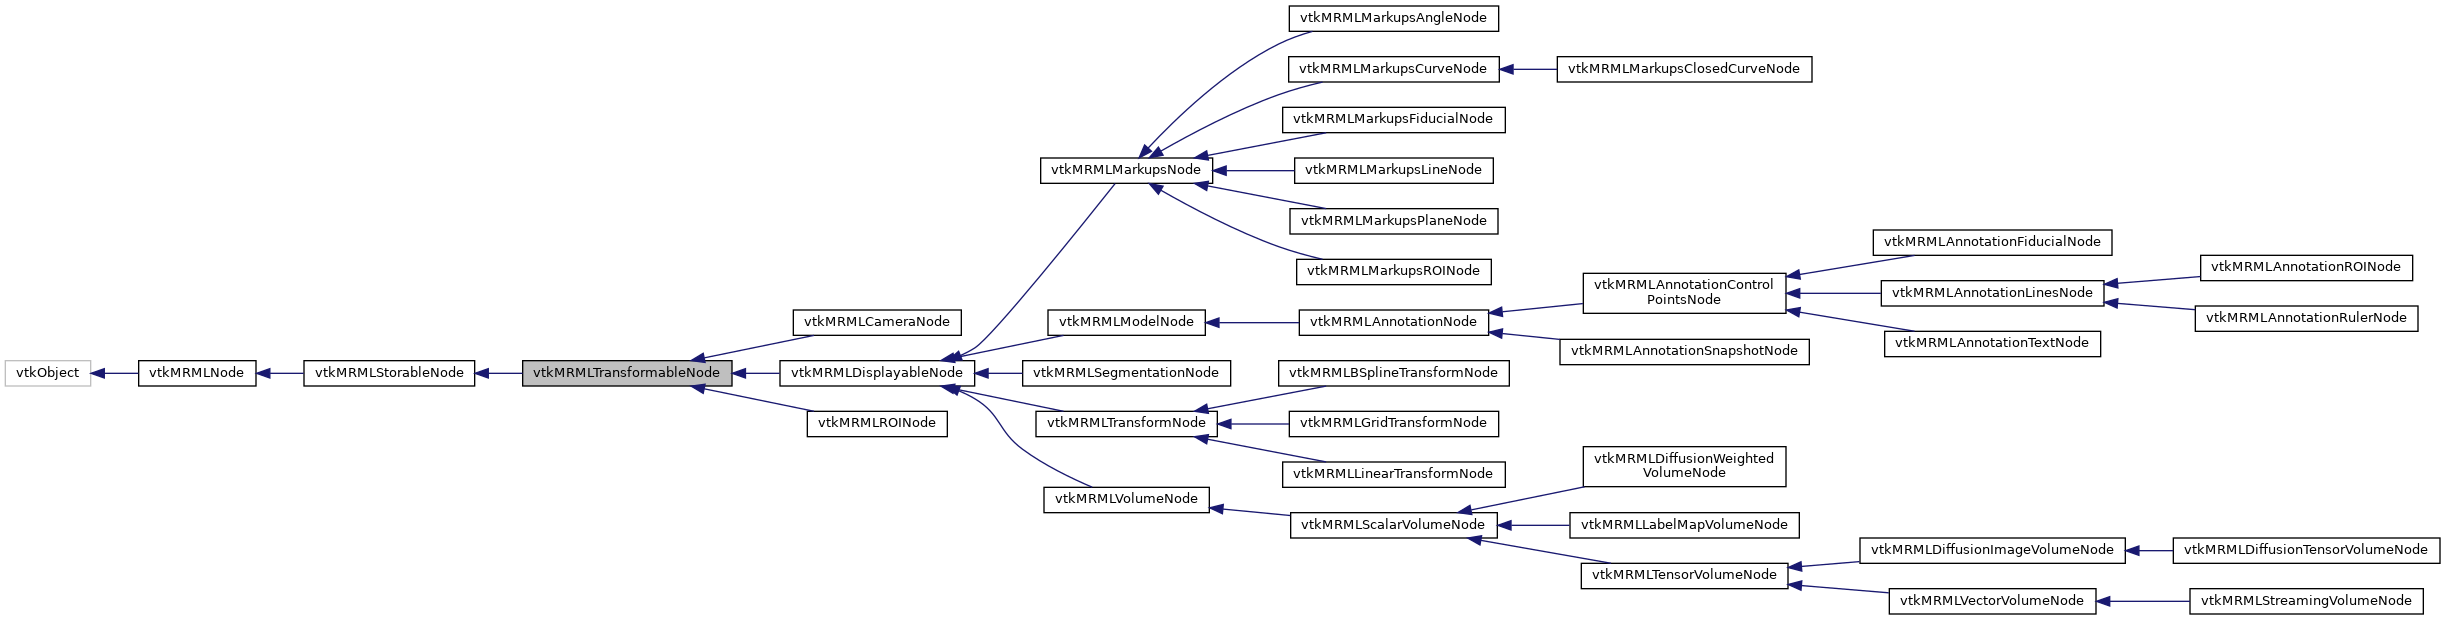 vtkMRMLMarkupsAngleNode
vtkMRMLMarkupsCurveNode
vtkMRMLMarkupsClosedCurveNode
vtkMRMLMarkupsFiducialNode
vtkMRMLMarkupsNode
vtkMRMLMarkupsLineNode
vtkMRMLMarkupsPlaneNode
vtkMRMLMarkupsROINode
vtkMRMLAnnotationFiducialNode
vtkMRMLAnnotationROINode
vtkMRMLAnnotationControl
PointsNode
vtkMRMLAnnotationLinesNode
vtkMRMLAnnotationRulerNode
vtkMRMLCameraNode
vtkMRMLModelNode
vtkMRMLAnnotationNode
vtkMRMLAnnotationTextNode
vtkMRMLAnnotationSnapshotNode
vtkObject
vtkMRMLNode
vtkMRMLStorableNode
vtkMRMLTransformableNode
vtkMRMLDisplayableNode
vtkMRMLSegmentationNode
vtkMRMLBSplineTransformNode
vtkMRMLROINode
vtkMRMLTransformNode
vtkMRMLGridTransformNode
vtkMRMLLinearTransformNode
vtkMRMLDiffusionWeighted
VolumeNode
vtkMRMLVolumeNode
vtkMRMLScalarVolumeNode
vtkMRMLLabelMapVolumeNode
vtkMRMLDiffusionImageVolumeNode
vtkMRMLDiffusionTensorVolumeNode
vtkMRMLTensorVolumeNode
vtkMRMLVectorVolumeNode
vtkMRMLStreamingVolumeNode